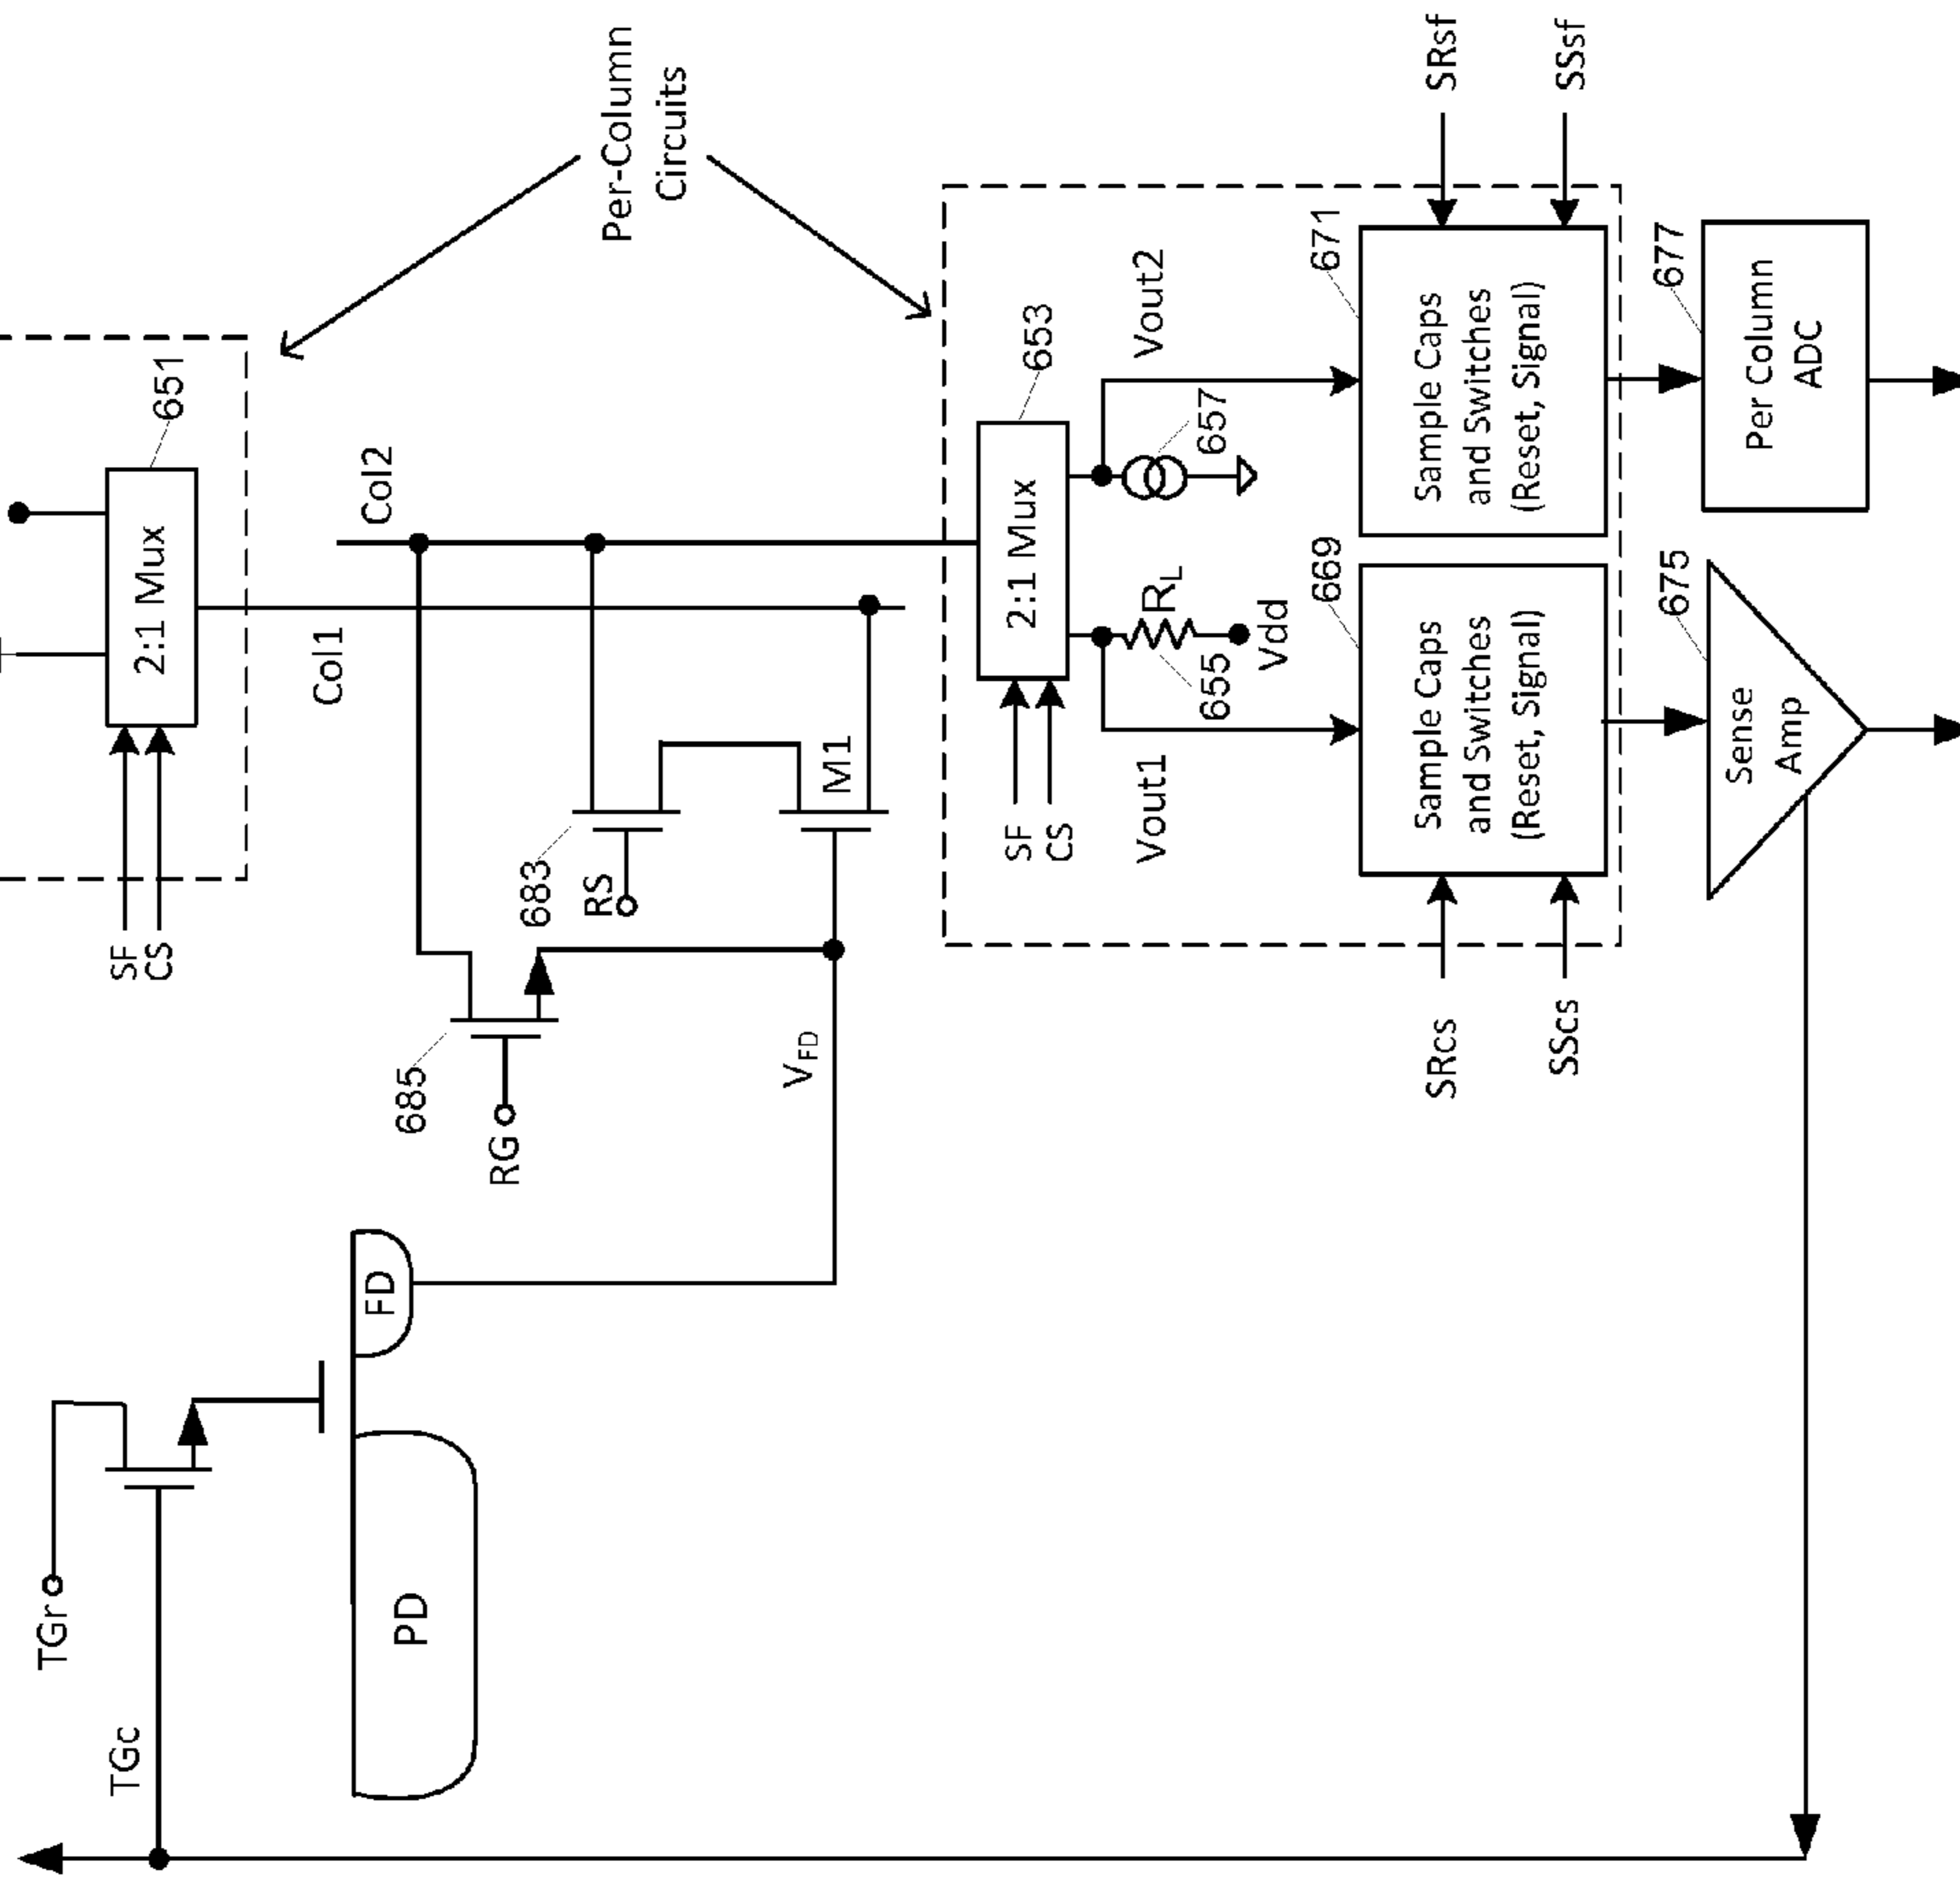 Per-Column
Circuits
651
2:1 Mux
SF
CS
Col1
Col2
683
RS
M1
685
RG
V_FD
TGr
TGc
FD
PD
653
2:1 Mux
SF
CS
Vout1
Vout2
R_L
655
Vdd
657
669
Sample Caps
and Switches
(Reset, Signal)
671
Sample Caps
and Switches
(Reset, Signal)
SRcs
SScs
SRsf
SSsf
675
Sense
Amp
677
Per Column
ADC